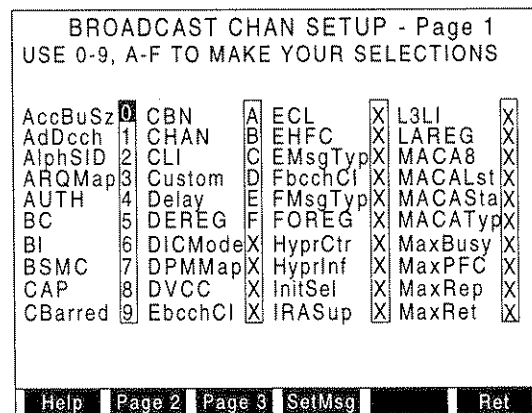 BROADCAST CHAN SETUP - Page 1
USE 0-9, A-F TO MAKE YOUR SELECTIONS
AccBuSz 0 CBN A ECL X L3LI X
AdDcch 1 CHAN B EHFC X LAREG X
AlphSID 2 CLI C EMsgTyp X MACA8 X
ARQMap 3 Custom D FbcchCl X MACALst X
AUTH 4 Delay E FMsgTyp X MACASta X
BC 5 DEREG F FOREG X MACATyp X
BI 6 DICMode X HyprCtr X MaxBusy X
BSMC 7 DPMMap X HyprInf X MaxPFC X
CAP 8 DVCC X InitSel X MaxRep X
CBarred 9 EbcchCl X IRASup X MaxRet X
Help Page 2 Page 3 SetMsg Ret